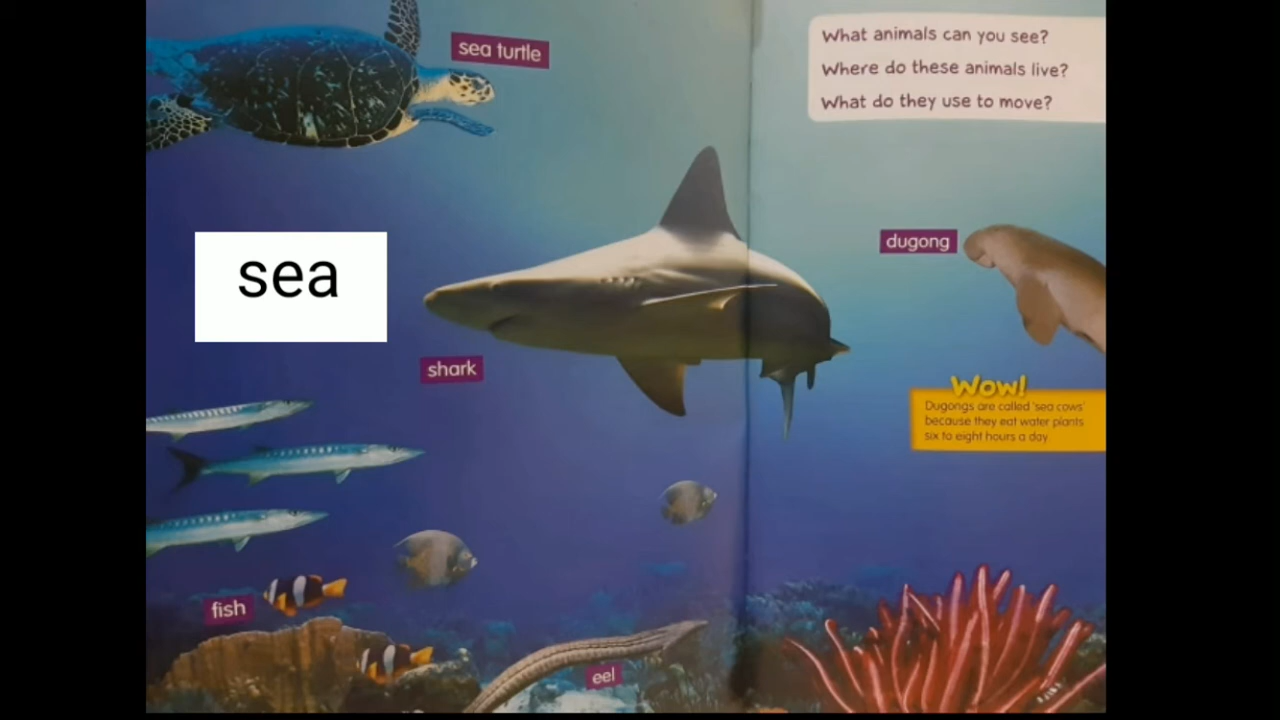 sea turtle
What animals can you see?
Where do these animals live?
What do they use to move?
dugong
sea
shark
Wow!
Dugongs are called 'sea cows'
because they eat water plants
six to eight hours a day
fish
eel